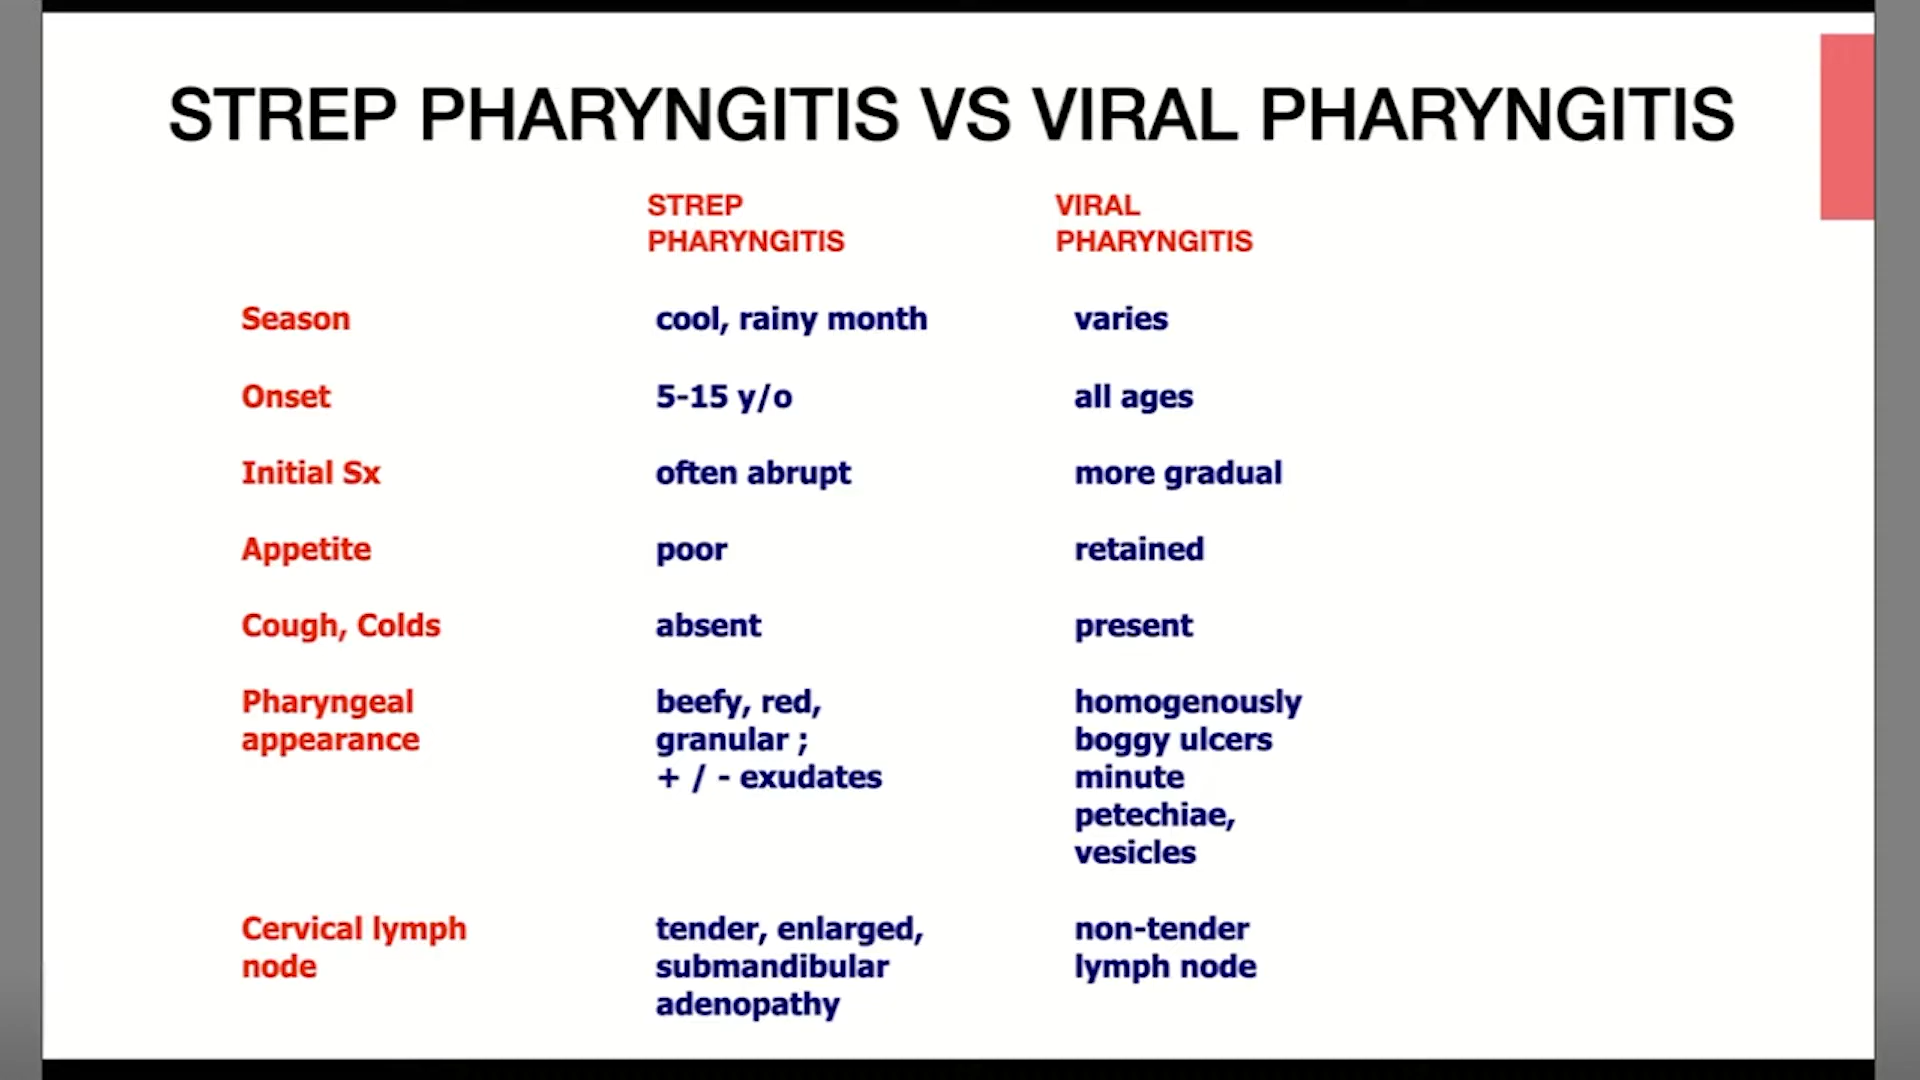 STREP PHARYNGITIS VS VIRAL PHARYNGITIS
STREP
PHARYNGITIS
VIRAL
PHARYNGITIS
Season cool, rainy month varies
Onset 5-15 y/o all ages
Initial Sx often abrupt more gradual
Appetite poor retained
Cough, Colds absent present
Pharyngeal beefy, red, homogenously
appearance granular ; boggy ulcers
+ / - exudates minute
petechiae,
vesicles
Cervical lymph tender, enlarged, non-tender
node submandibular lymph node
adenopathy